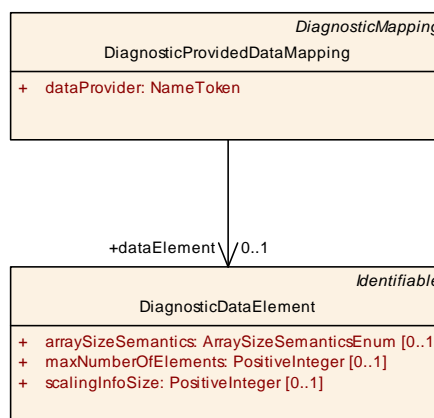 DiagnosticMapping
DiagnosticProvidedDataMapping
+ dataProvider: NameToken
+dataElement 0..1
Identifiable
DiagnosticDataElement
+ arraySizeSemantics: ArraySizeSemanticsEnum [0..1
+ maxNumberOfElements: PositiveInteger [0..1]
+ scalingInfoSize: PositiveInteger [0..1]